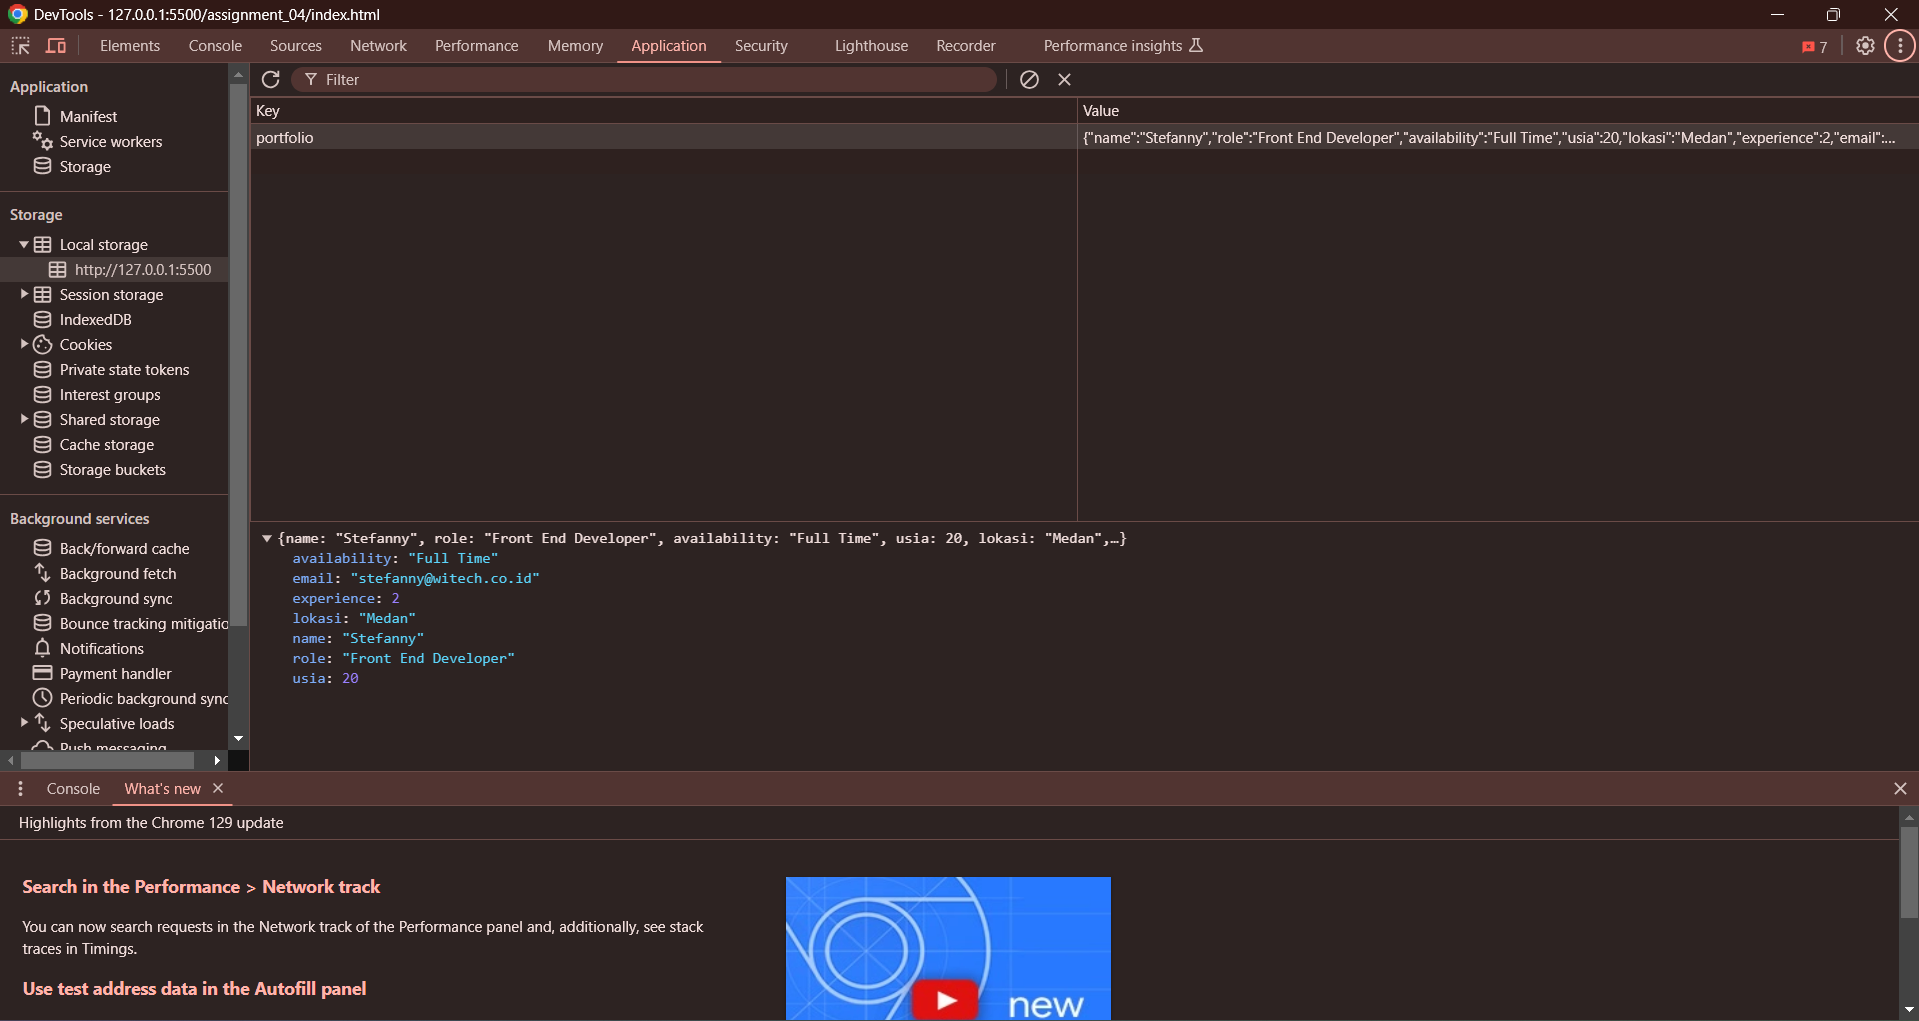 DevTools - 127.0.0.1:5500/assignment_04/index.html
Elements Console Sources Network Performance Memory Application Security Lighthouse Recorder Performance insights 7
Application
Manifest
Service workers
Storage
Storage
Local storage
http://127.0.0.1:5500
Session storage
IndexedDB
Cookies
Private state tokens
Interest groups
Shared storage
Cache storage
Storage buckets
Background services
Back/forward cache
Background fetch
Background sync
Bounce tracking mitigatio
Notifications
Payment handler
Periodic background sync
Speculative loads
Push messaging
Filter
Key Value
portfolio {"name":"Stefanny","role":"Front End Developer","availability":"Full Time","usia":20,"lokasi":"Medan","experience":2,"email":...
{name: "Stefanny", role: "Front End Developer", availability: "Full Time", usia: 20, lokasi: "Medan",…}
availability: "Full Time"
email: "stefanny@witech.co.id"
experience: 2
lokasi: "Medan"
name: "Stefanny"
role: "Front End Developer"
usia: 20
Console What's new
Highlights from the Chrome 129 update
Search in the Performance > Network track
You can now search requests in the Network track of the Performance panel and, additionally, see stack
traces in Timings.
Use test address data in the Autofill panel
new